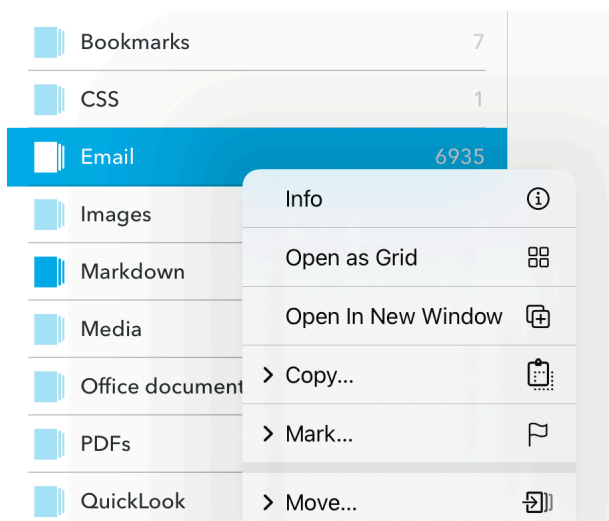 Bookmarks 7
CSS 1
Email 6935
Info
Images
Open as Grid
Markdown
Open In New Window
Media
Copy...
Office document
Mark...
PDFs
QuickLook
Move...